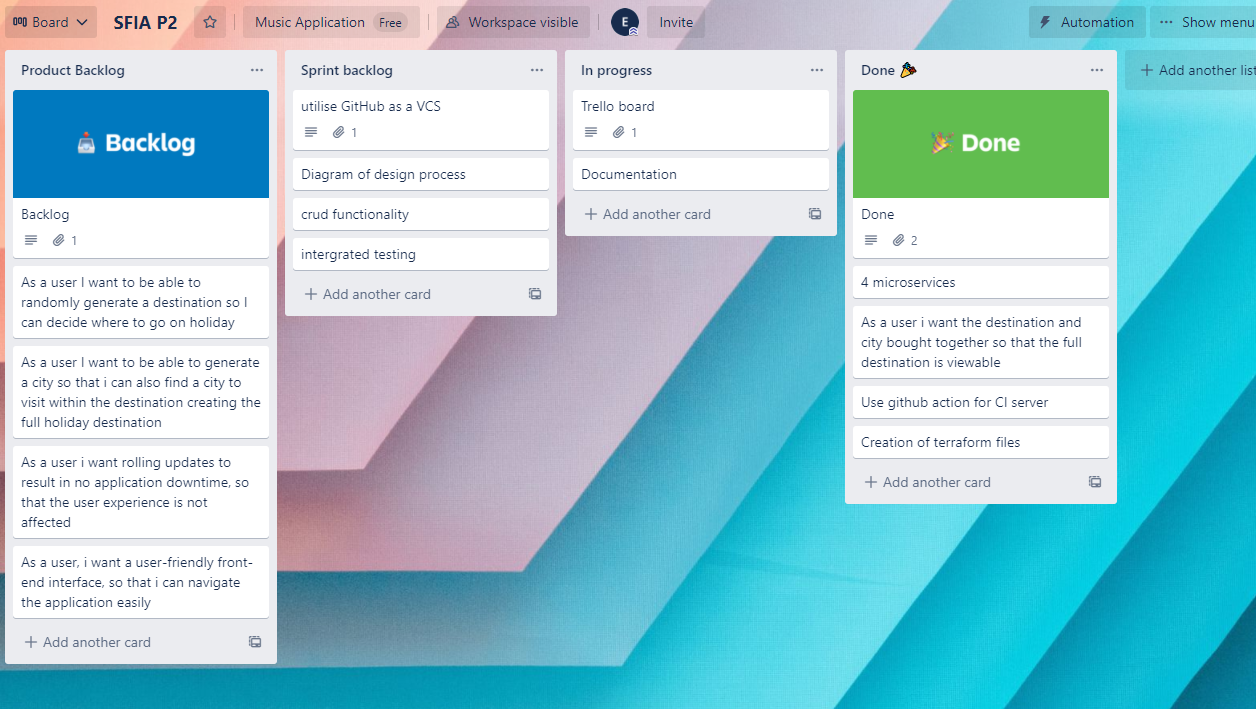 Board
SFIA P2
Music Application Free
Workspace visible
E
Invite
Automation
Show menu
Product Backlog
Backlog
Backlog
1
As a user I want to be able to
randomly generate a destination so I
can decide where to go on holiday
As a user I want to be able to generate
a city so that i can also find a city to
visit within the destination creating the
full holiday destination
As a user i want rolling updates to
result in no application downtime, so
that the user experience is not
affected
As a user, i want a user-friendly front-
end interface, so that i can navigate
the application easily
Add another card
Sprint backlog
utilise GitHub as a VCS
1
Diagram of design process
crud functionality
intergrated testing
Add another card
In progress
Trello board
1
Documentation
Add another card
Done
Done
Done
2
4 microservices
As a user i want the destination and
city bought together so that the full
destination is viewable
Use github action for CI server
Creation of terraform files
Add another card
Add another list